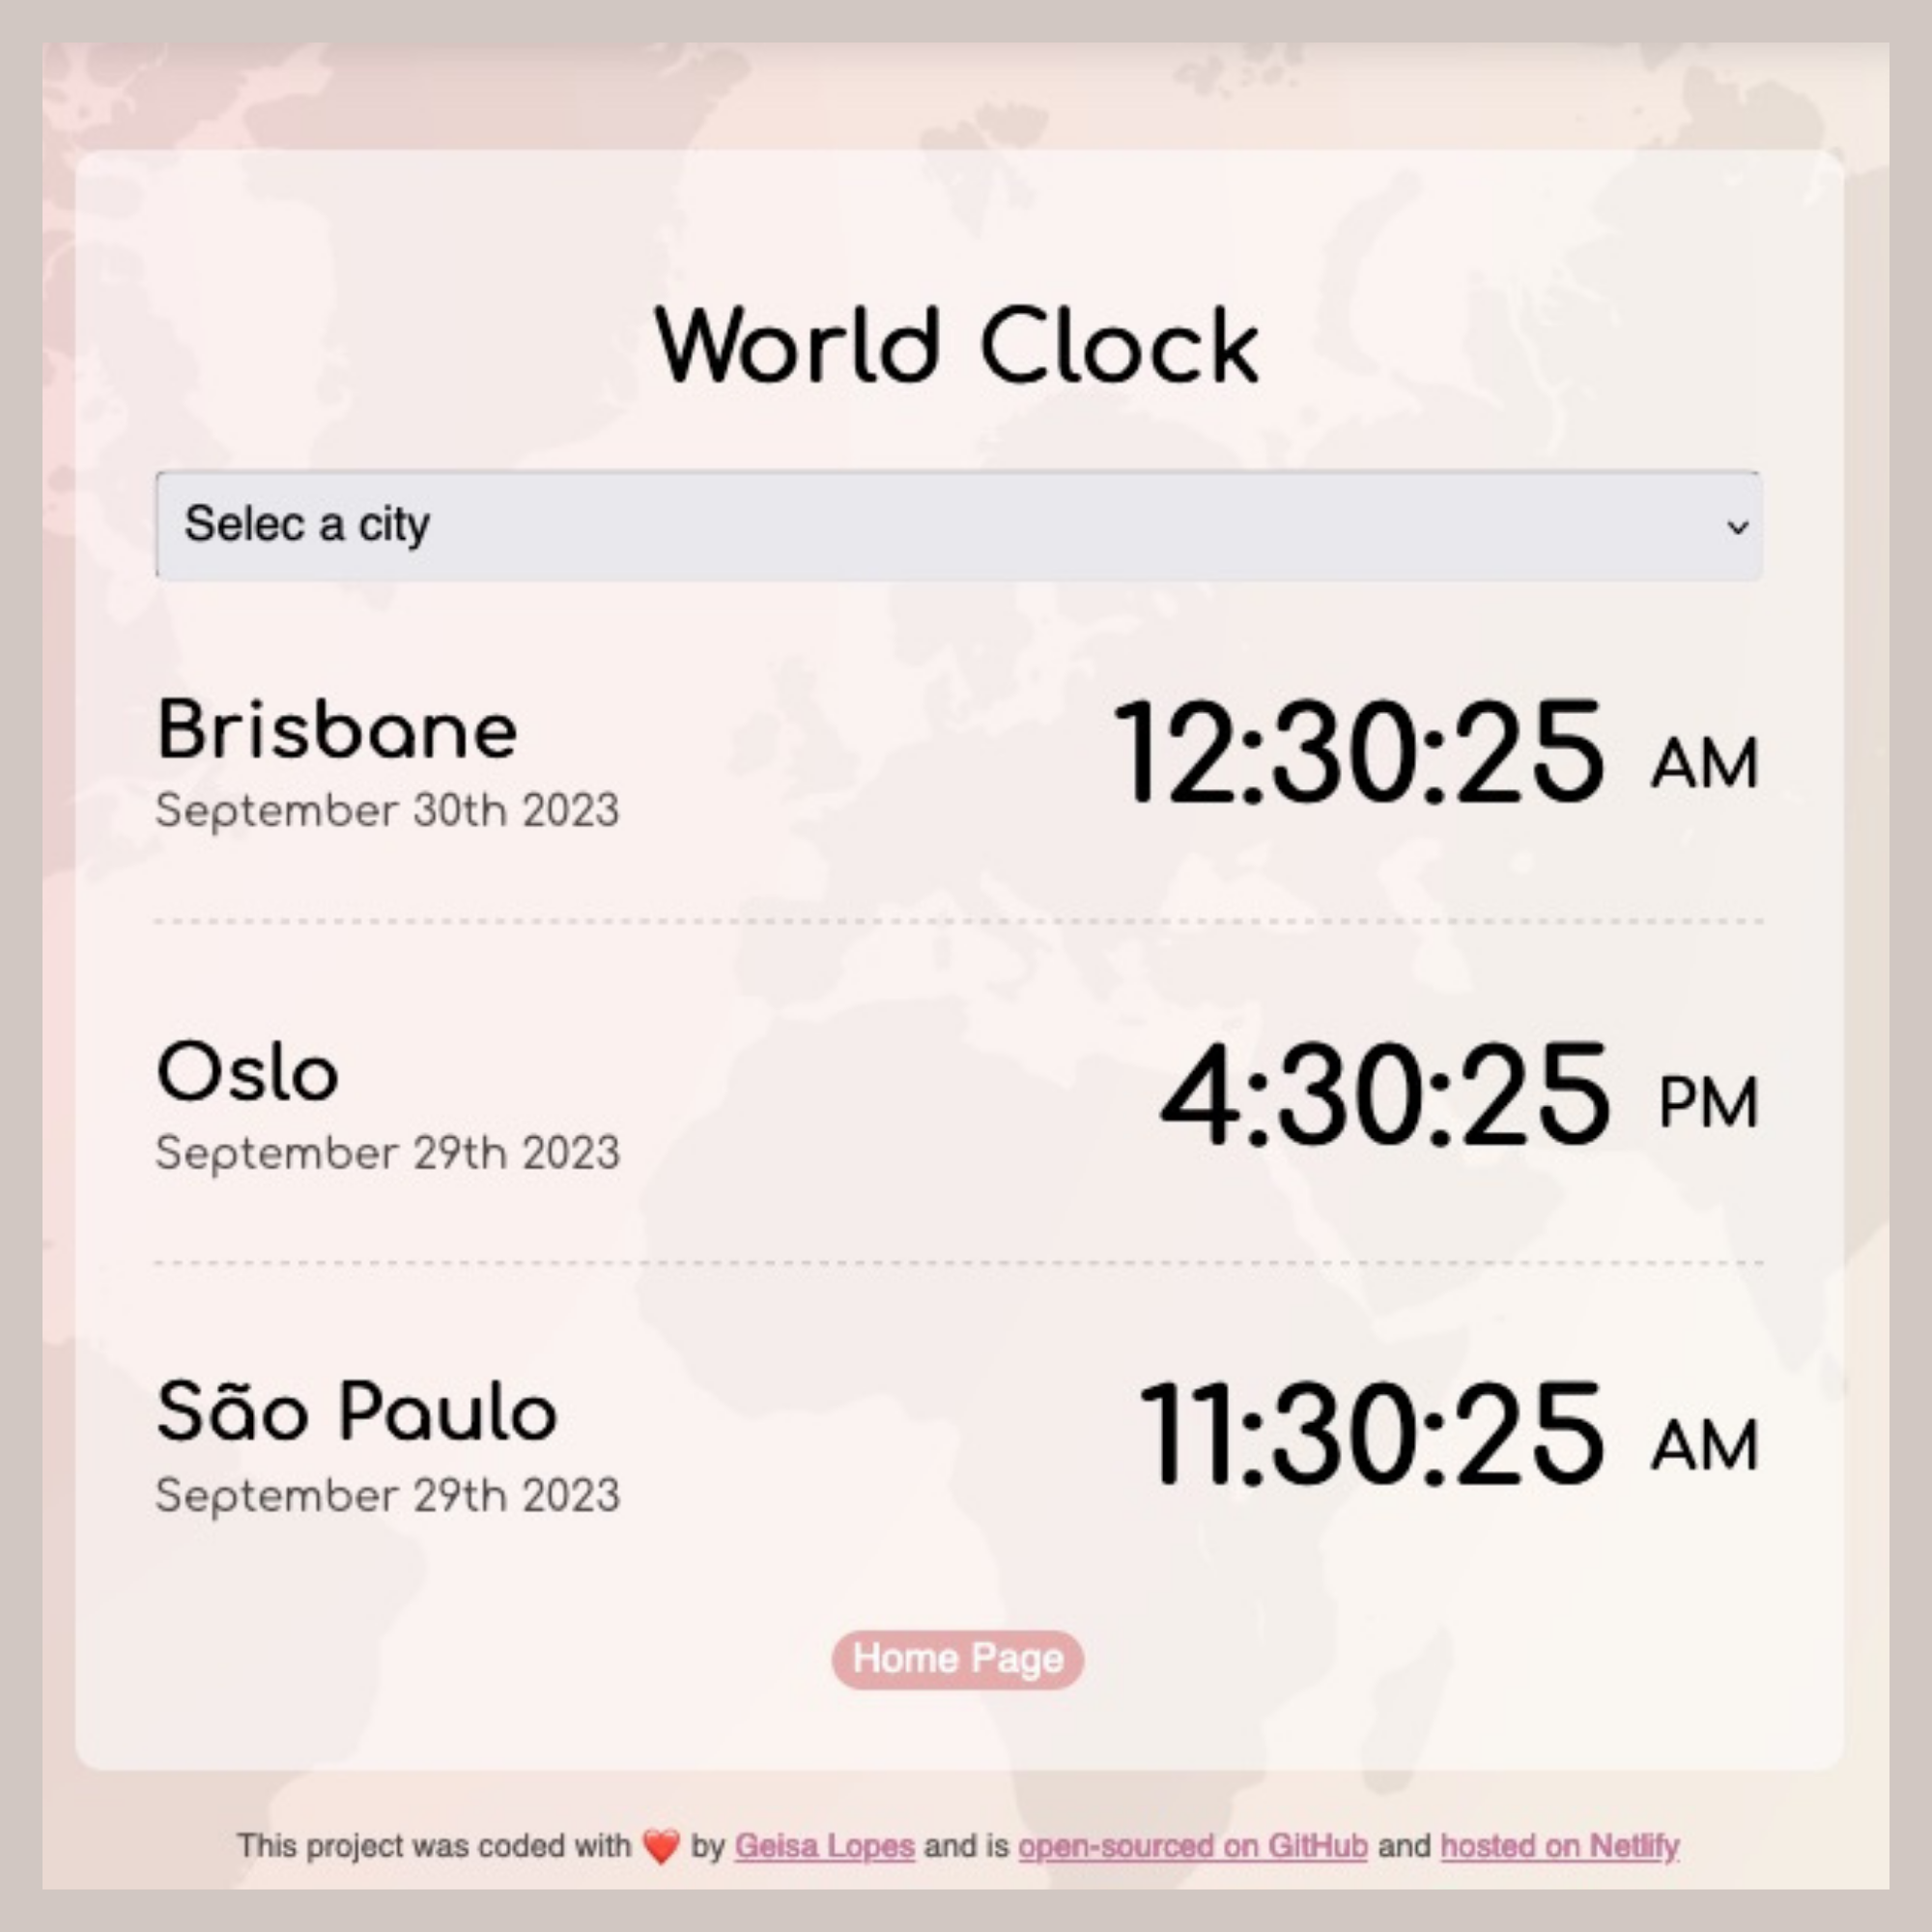 World Clock
Selec a city
Brisbane
12:30:25 AM
September 30th 2023
Oslo
4:30:25 PM
September 29th 2023
São Paulo
11:30:25 AM
September 29th 2023
Home Page
This project was coded with ❤️ by Geisa Lopes and is open-sourced on GitHub and hosted on Netlify